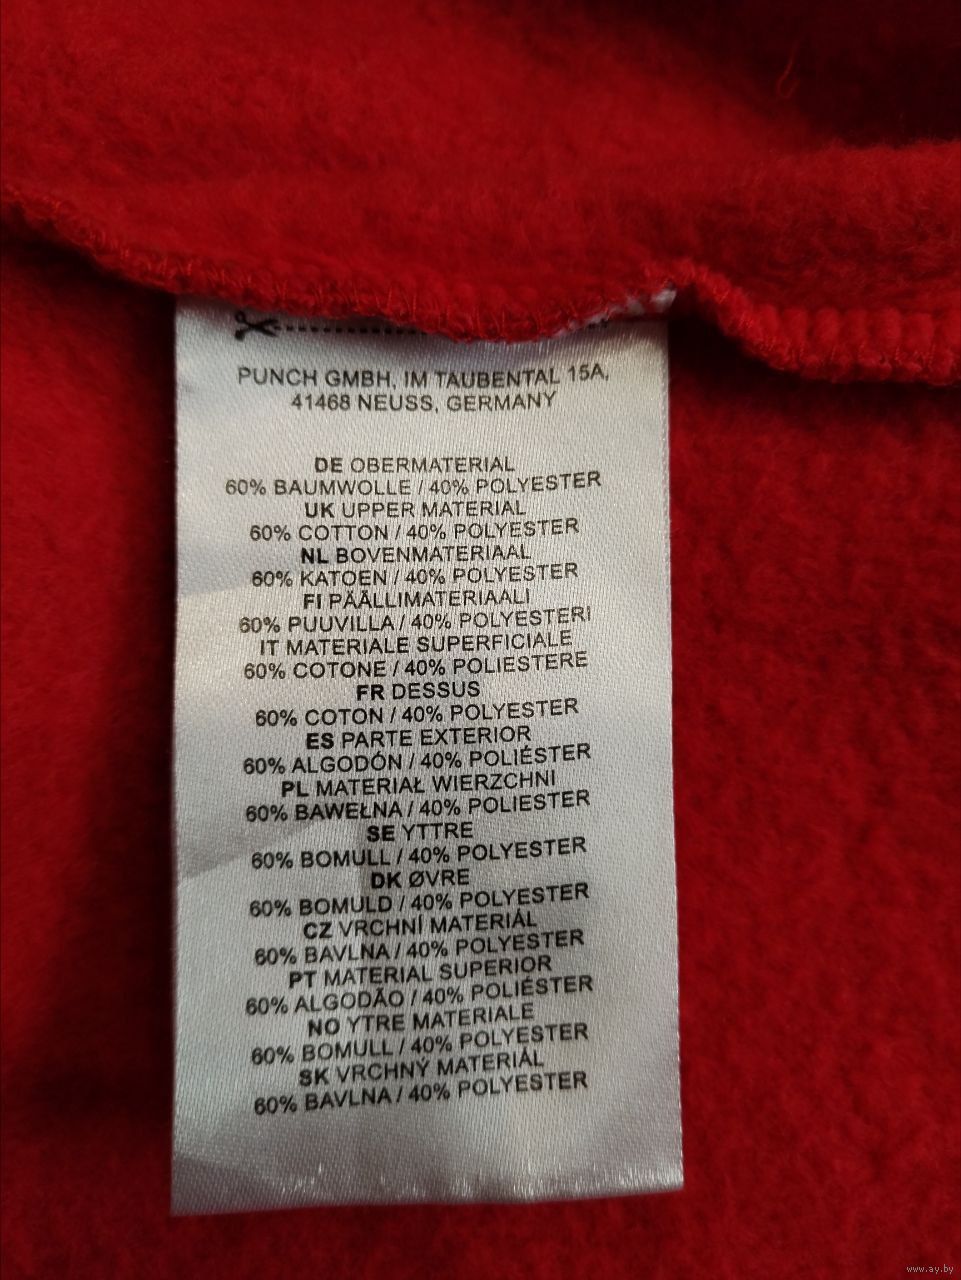 PUNCH GMBH, IM TAUBENTAL 15A,
41468 NEUSS, GERMANY
DE OBERMATERIAL
60% BAUMWOLLE / 40% POLYESTER
UK UPPER MATERIAL
60% COTTON / 40% POLYESTER
NL BOVENMATERIAAL
60% KATOEN / 40% POLYESTER
FI PÄÄLLIMATERIAALI
60% PUUVILLA / 40% POLYESTERI
IT MATERIALE SUPERFICIALE
60% COTONE / 40% POLIESTERE
FR DESSUS
60% COTON / 40% POLYESTER
ES PARTE EXTERIOR
60% ALGODÓN / 40% POLIÉSTER
PL MATERIAŁ WIERZCHNI
60% BAWEŁNA / 40% POLIESTER
SE YTTRE
60% BOMULL / 40% POLYESTER
DK ØVRE
60% BOMULD / 40% POLYESTER
CZ VRCHNÍ MATERIÁL
60% BAVLNA / 40% POLYESTER
PT MATERIAL SUPERIOR
60% ALGODÃO / 40% POLIÉSTER
NO YTRE MATERIALE
60% BOMULL / 40% POLYESTER
SK VRCHNÝ MATERIÁL
60% BAVLNA / 40% POLYESTER
www.ay.by